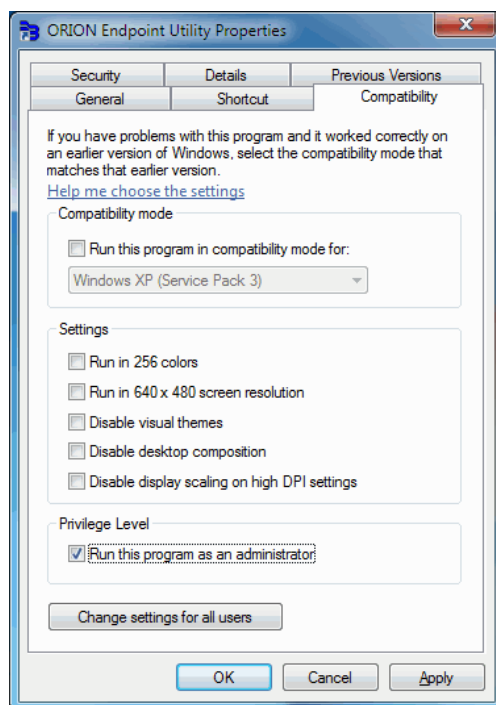 ORION Endpoint Utility Properties
Security Details Previous Versions
General Shortcut Compatibility
If you have problems with this program and it worked correctly on
an earlier version of Windows, select the compatibility mode that
matches that earlier version.
Help me choose the settings
Compatibility mode
Run this program in compatibility mode for:
Windows XP (Service Pack 3)
Settings
Run in 256 colors
Run in 640 x 480 screen resolution
Disable visual themes
Disable desktop composition
Disable display scaling on high DPI settings
Privilege Level
Run this program as an administrator
Change settings for all users
OK Cancel Apply